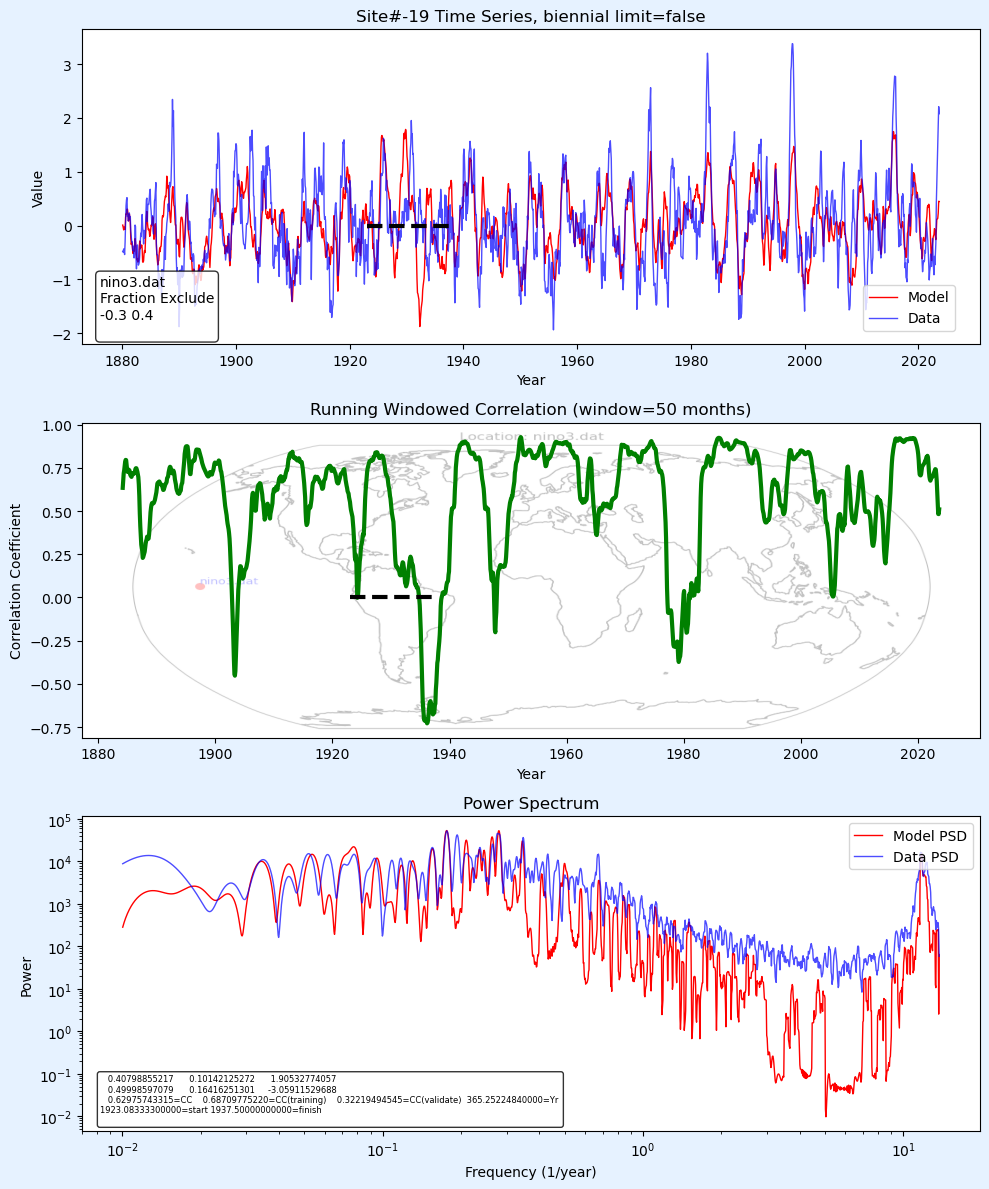 Site#-19 Time Series, biennial limit=false
Value
3
2
1
0
−1
−2
nino3.dat
Fraction Exclude
-0.3 0.4
Model
Data
1880 1900 1920 1940 1960 1980 2000 2020
Year
Running Windowed Correlation (window=50 months)
Correlation Coefficient
1.00
0.75
0.50
0.25
0.00
−0.25
−0.50
−0.75
Location: nino3.dat
nino3.dat
1880 1900 1920 1940 1960 1980 2000 2020
Year
Power Spectrum
Power
10^5
10^4
10^3
10^2
10^1
10^0
10^−1
10^−2
Model PSD
Data PSD
0.40798855217 0.10142125272 1.90532774057
0.49998597079 0.16416251301 -3.05911529688
0.62975743315=CC 0.68709775220=CC(training) 0.32219494545=CC(validate) 365.25224840000=Yr
1923.08333300000=start 1937.50000000000=finish
10^−2 10^−1 10^0 10^1
Frequency (1/year)